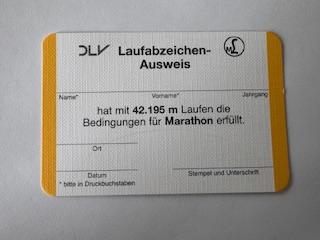 DLV Laufabzeichen-
Ausweis
Name* Vorname* Jahrgang
hat mit 42.195 m Laufen die
Bedingungen für Marathon erfüllt.
Ort
Datum Stempel und Unterschrift
* bitte in Druckbuchstaben